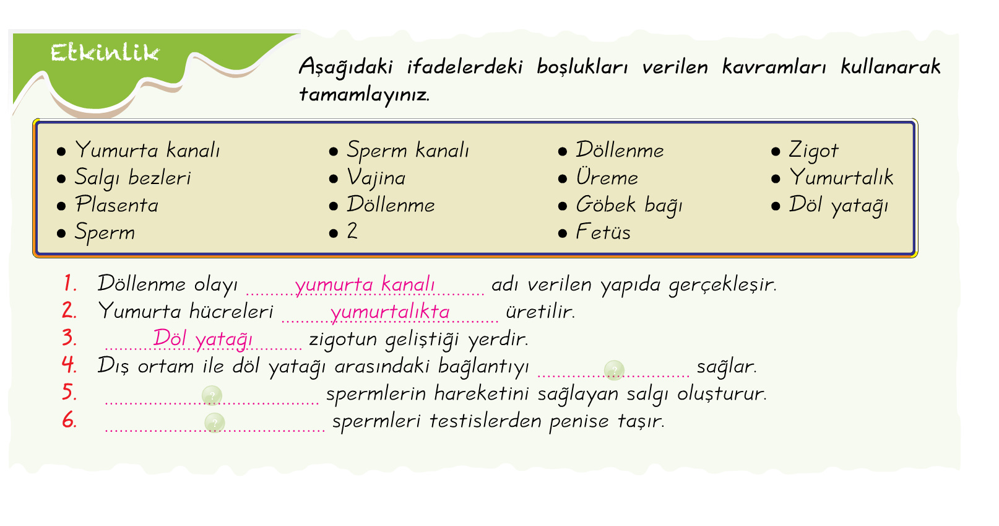 Etkinlik
Aşağıdaki ifadelerdeki boşlukları verilen kavramları kullanarak
tamamlayınız.
• Yumurta kanalı • Sperm kanalı • Döllenme • Zigot
• Salgı bezleri • Vajina • Üreme • Yumurtalık
• Plasenta • Döllenme • Göbek bağı • Döl yatağı
• Sperm • 2 • Fetüs
1. Döllenme olayı yumurta kanalı adı verilen yapıda gerçekleşir.
2. Yumurta hücreleri yumurtalıkta üretilir.
3. Döl yatağı zigotun geliştiği yerdir.
4. Dış ortam ile döl yatağı arasındaki bağlantıyı ? sağlar.
5. ? spermlerin hareketini sağlayan salgı oluşturur.
6. ? spermleri testislerden penise taşır.